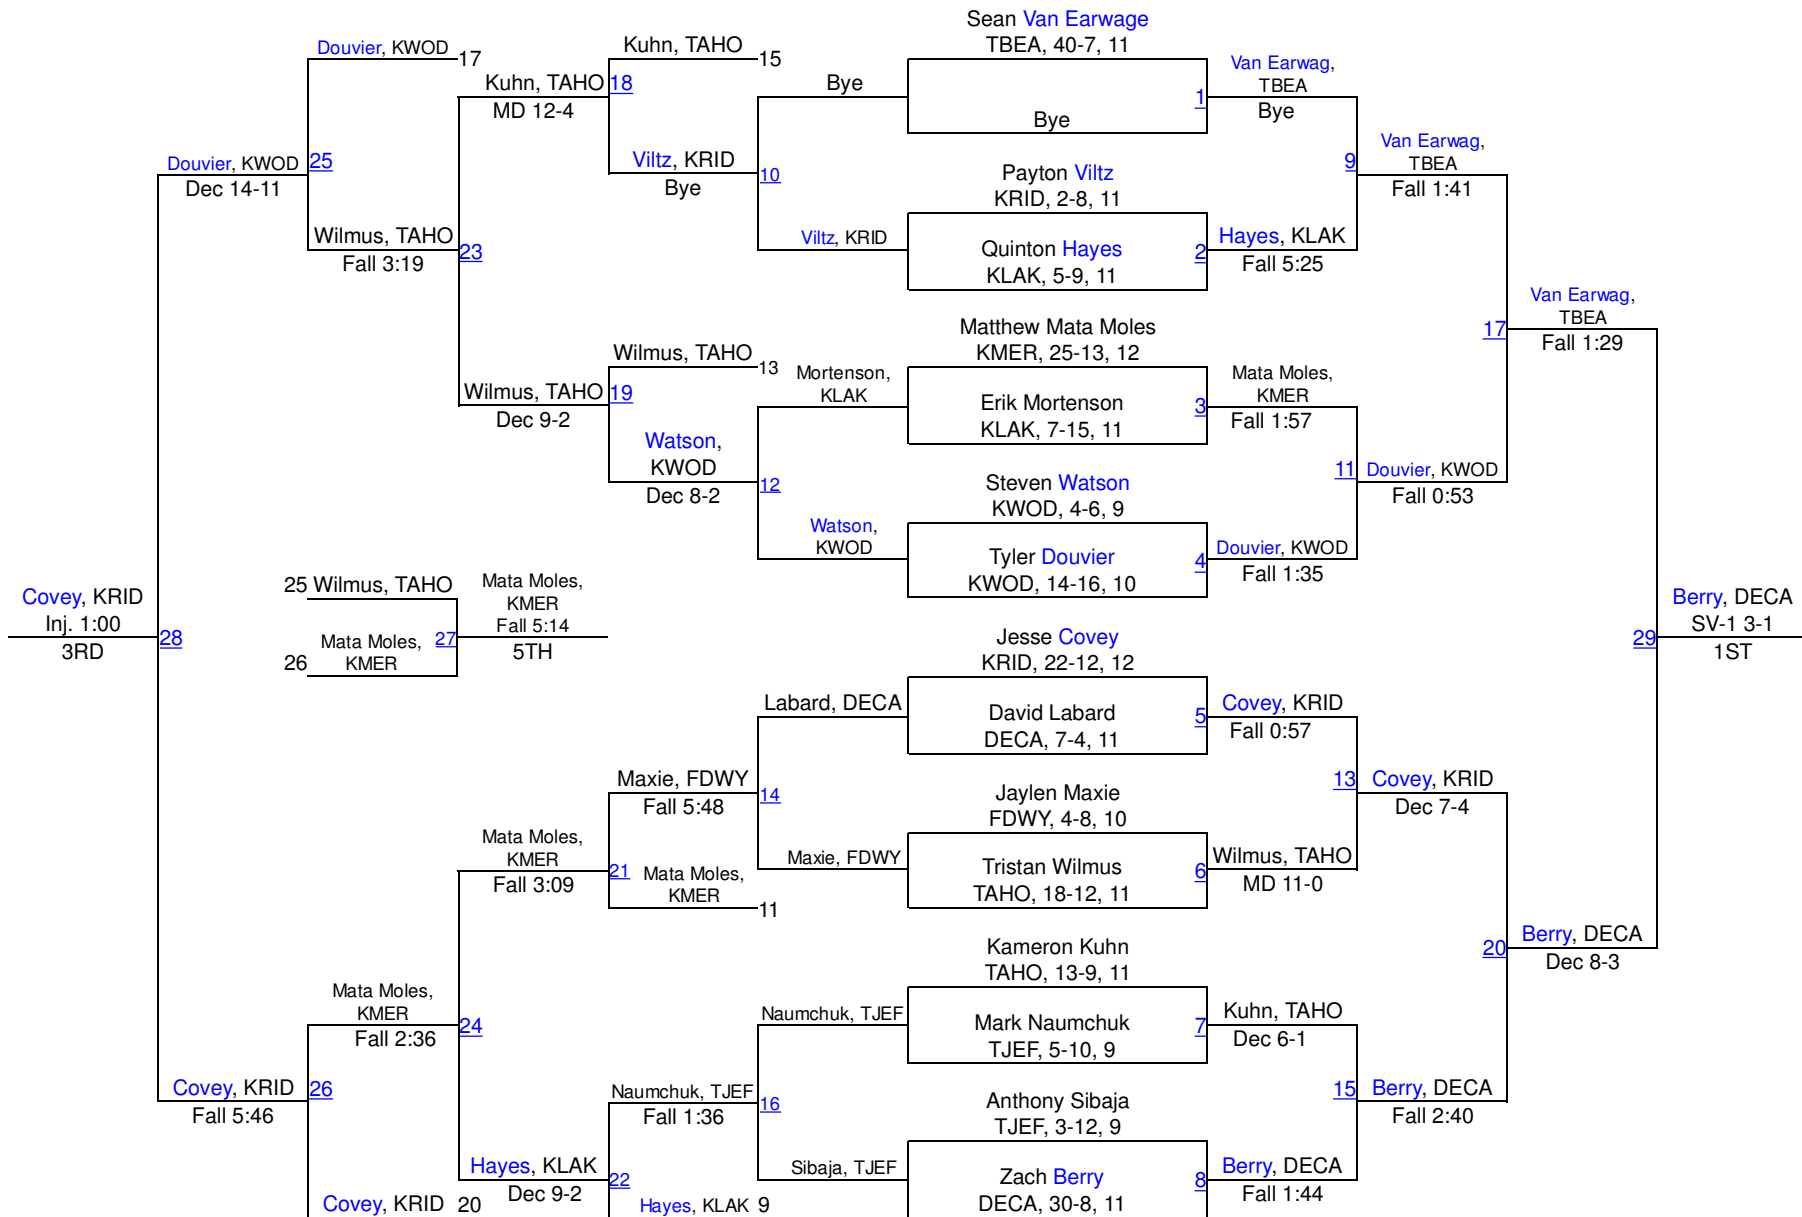 Sean Van Earwage
TBEA, 40-7, 11
Bye
Payton Viltz
KRID, 2-8, 11
Quinton Hayes
KLAK, 5-9, 11
Matthew Mata Moles
KMER, 25-13, 12
Erik Mortenson
KLAK, 7-15, 11
Steven Watson
KWOD, 4-6, 9
Tyler Douvier
KWOD, 14-16, 10
Jesse Covey
KRID, 22-12, 12
David Labard
DECA, 7-4, 11
Jaylen Maxie
FDWY, 4-8, 10
Tristan Wilmus
TAHO, 18-12, 11
Kameron Kuhn
TAHO, 13-9, 11
Mark Naumchuk
TJEF, 5-10, 9
Anthony Sibaja
TJEF, 3-12, 9
Zach Berry
DECA, 30-8, 11
1
Van Earwag,
TBEA
Bye
2
Hayes, KLAK
Fall 5:25
3
Mata Moles,
KMER
Fall 1:57
4
Douvier, KWOD
Fall 1:35
5
Covey, KRID
Fall 0:57
6
Wilmus, TAHO
MD 11-0
7
Kuhn, TAHO
Dec 6-1
8
Berry, DECA
Fall 1:44
9
Van Earwag,
TBEA
Fall 1:41
11
Douvier, KWOD
Fall 0:53
13
Covey, KRID
Dec 7-4
15
Berry, DECA
Fall 2:40
17
Van Earwag,
TBEA
Fall 1:29
20
Berry, DECA
Dec 8-3
29
Berry, DECA
SV-1 3-1
1ST
Bye
Viltz, KRID
Mortenson,
KLAK
Watson,
KWOD
Labard, DECA
Maxie, FDWY
Naumchuk, TJEF
Sibaja, TJEF
Kuhn, TAHO
15
Viltz, KRID
Bye
10
Wilmus, TAHO
13
Watson,
KWOD
Dec 8-2
12
Maxie, FDWY
Fall 5:48
14
Mata Moles,
KMER
11
Naumchuk, TJEF
Fall 1:36
16
Hayes, KLAK 9
Kuhn, TAHO
MD 12-4
18
Wilmus, TAHO
Dec 9-2
19
Mata Moles,
KMER
Fall 3:09
21
Hayes, KLAK
Dec 9-2
22
Douvier, KWOD
17
Wilmus, TAHO
Fall 3:19
23
Mata Moles,
KMER
Fall 2:36
24
Covey, KRID 20
Douvier, KWOD
Dec 14-11
25
Covey, KRID
Fall 5:46
26
25 Wilmus, TAHO
26
Mata Moles,
KMER
27
Mata Moles,
KMER
Fall 5:14
5TH
Covey, KRID
Inj. 1:00
3RD
28